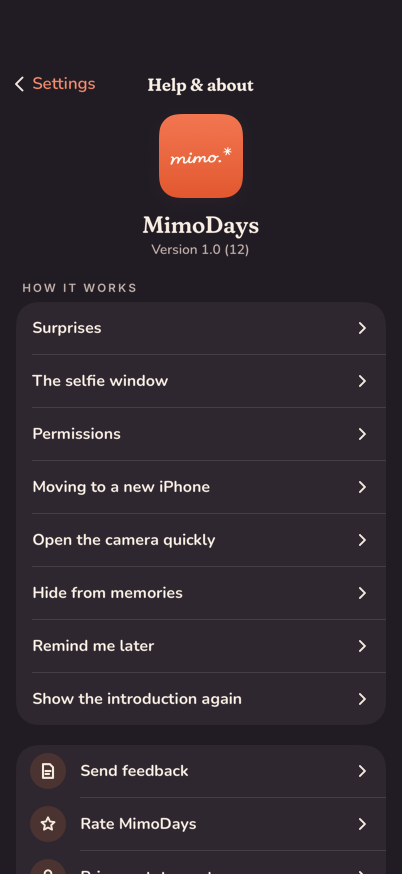 Settings
Help & about
mimo.*
MimoDays
Version 1.0 (12)
HOW IT WORKS
Surprises
The selfie window
Permissions
Moving to a new iPhone
Open the camera quickly
Hide from memories
Remind me later
Show the introduction again
Send feedback
Rate MimoDays